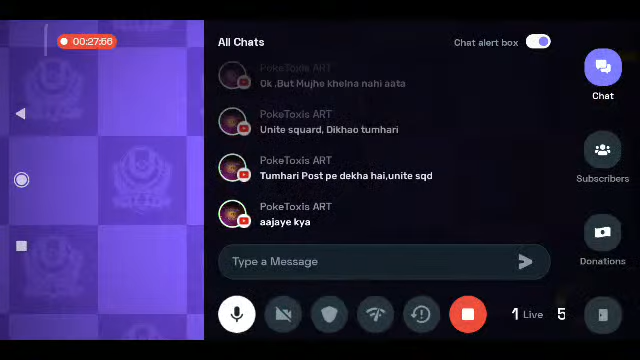 00:27:56
All Chats
Chat alert box
PokeToxis ART
Ok ,But Mujhe khelna nahi aata
PokeToxis ART
Unite squard, Dikhao tumhari
PokeToxis ART
Tumhari Post pe dekha hai,unite sqd
PokeToxis ART
aajaye kya
Type a Message
Chat
Subscribers
Donations
1 Live 5